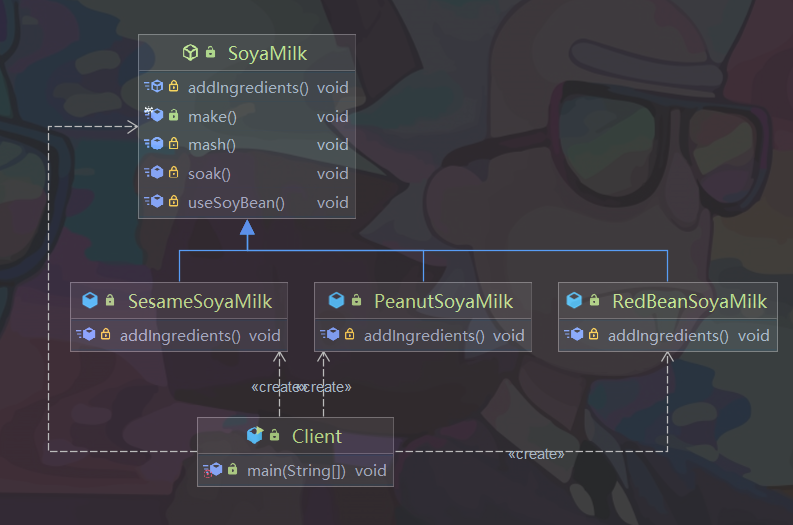 SoyaMilk
addIngredients() void
make() void
mash() void
soak() void
useSoyBean() void
SesameSoyaMilk
addIngredients() void
PeanutSoyaMilk
addIngredients() void
RedBeanSoyaMilk
addIngredients() void
«create»
«create»
Client
main(String[]) void
«create»